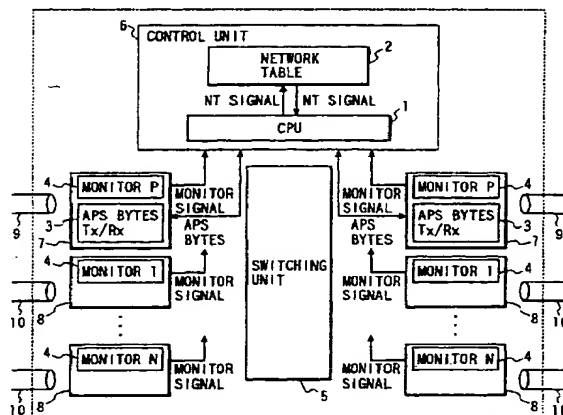 6
CONTROL UNIT
2
NETWORK
TABLE
NT SIGNAL NT SIGNAL
1
CPU
4 MONITOR P
MONITOR
SIGNAL
3 APS BYTES
Tx/Rx
APS
BYTES
9
7
4 MONITOR 1
MONITOR
SIGNAL
10
8
4 MONITOR N
MONITOR
SIGNAL
10
8
SWITCHING
UNIT
5
MONITOR P 4
MONITOR
SIGNAL
APS BYTES
Tx/Rx 3
APS
BYTES
7
9
MONITOR 1 4
MONITOR
SIGNAL
8
10
MONITOR N 4
MONITOR
SIGNAL
8
10